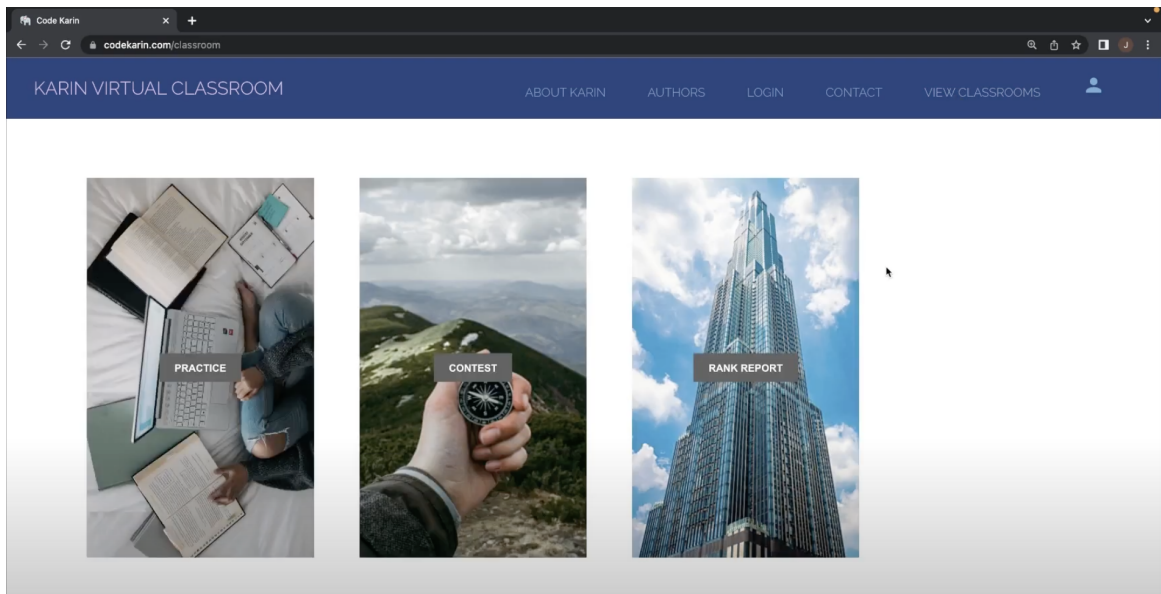 Code Karin
codekarin.com/classroom
J
KARIN VIRTUAL CLASSROOM
ABOUT KARIN
AUTHORS
LOGIN
CONTACT
VIEW CLASSROOMS
PRACTICE
CONTEST
RANK REPORT